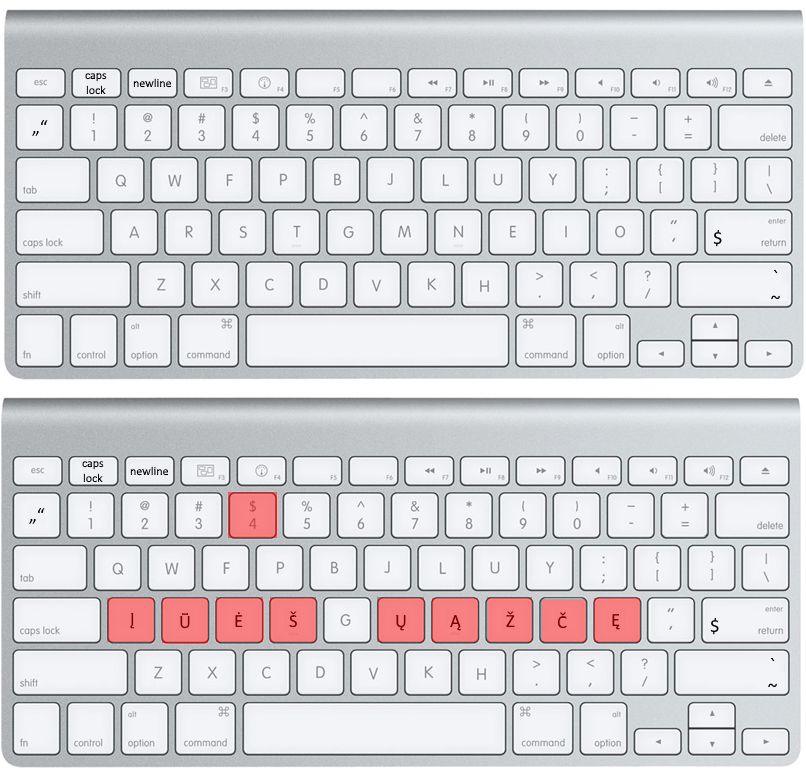 esc caps lock newline F3 F4 F5 F6 F7 F8 F9 F10 F11 F12
„“ ” ! 1 @ 2 # 3 $ 4 % 5 ^ 6 & 7 * 8 ( 9 ) 0 – - + = delete
tab Q W F P B J L U Y : ; { [ } ] | \
caps lock A R S T G M N E I O " ' $ enter return
shift Z X C D V K H > . < , ? / ` ~
fn control alt option ⌘ command ⌘ command alt option ◄ ▲ ▼ ►
esc caps lock newline F3 F4 F5 F6 F7 F8 F9 F10 F11 F12
„“ ” ! 1 @ 2 # 3 $ 4 % 5 ^ 6 & 7 * 8 ( 9 ) 0 – - + = delete
tab Q W F P B J L U Y : ; { [ } ] | \
caps lock Į Ū Ė Š G Ų Ą Ž Č Ę " ' $ enter return
shift Z X C D V K H > . < , ? / ` ~
fn control alt option ⌘ command ⌘ command alt option ◄ ▲ ▼ ►